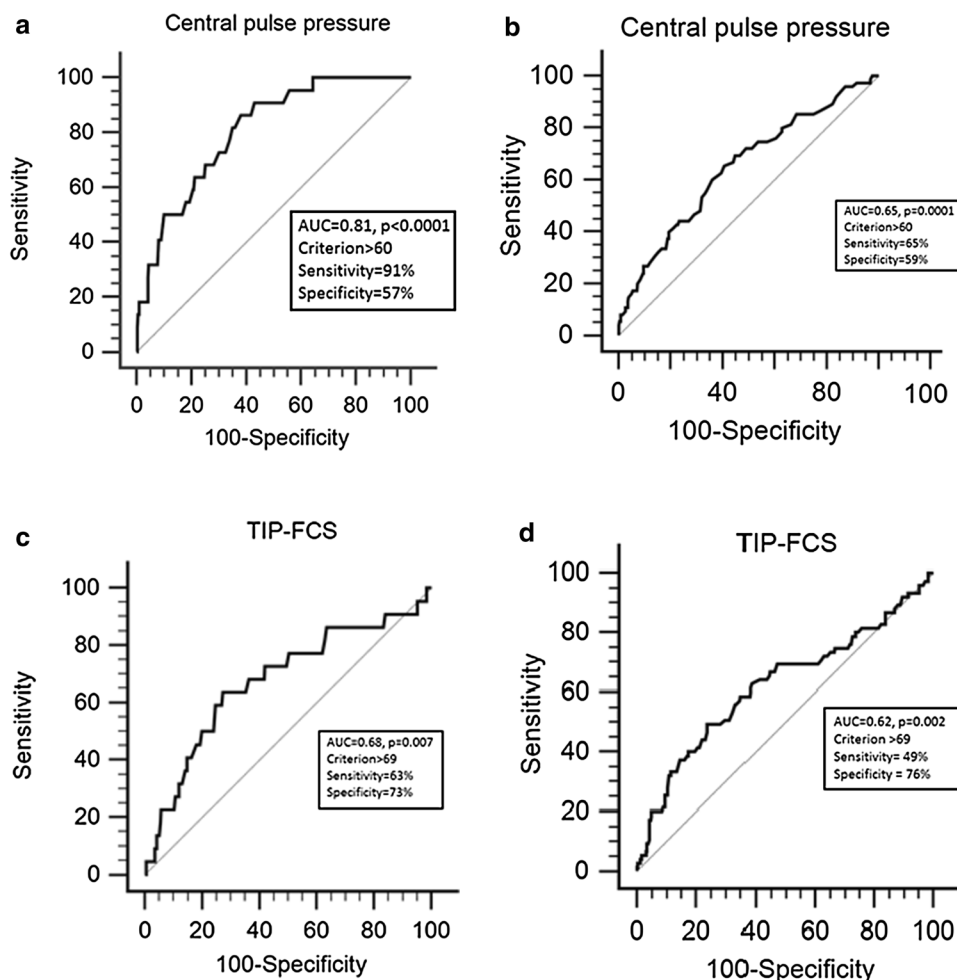 a
Central pulse pressure
100
80
60
40
20
0
Sensitivity
AUC=0.81, p<0.0001
Criterion>60
Sensitivity=91%
Specificity=57%
0 20 40 60 80 100
100-Specificity
b
Central pulse pressure
100
80
60
40
20
0
Sensitivity
AUC=0.65, p=0.0001
Criterion>60
Sensitivity=65%
Specificity=59%
0 40 80 100
100-Specificity
c
TIP-FCS
100
80
60
40
20
0
Sensitivity
AUC=0.68, p=0.007
Criterion>69
Sensitivity=63%
Specificity=73%
0 20 40 60 80 100
100-Specificity
d
TIP-FCS
100
80
60
40
20
0
Sensitivity
AUC=0.62, p=0.002
Criterion >69
Sensitivity= 49%
Specificity = 76%
0 20 40 60 80 100
100-Specificity